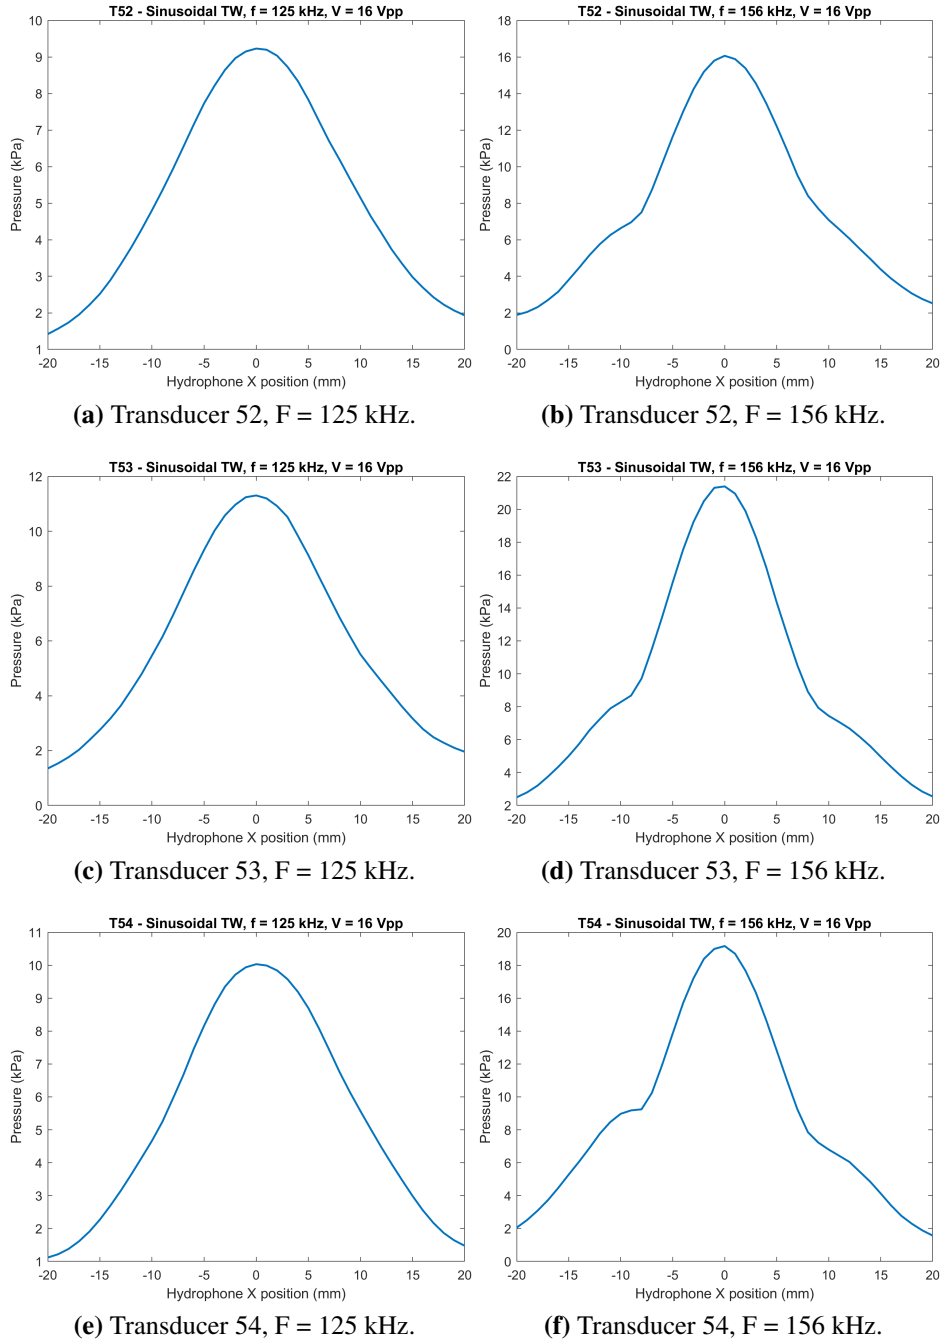 T52 - Sinusoidal TW, f = 125 kHz, V = 16 Vpp
10
9
8
7
6
5
4
3
2
1
Pressure (kPa)
-20 -15 -10 -5 0 5 10 15 20
Hydrophone X position (mm)
(a) Transducer 52, F = 125 kHz.
T52 - Sinusoidal TW, f = 156 kHz, V = 16 Vpp
18
16
14
12
10
8
6
4
2
0
Pressure (kPa)
-20 -15 -10 -5 0 5 10 15 20
Hydrophone X position (mm)
(b) Transducer 52, F = 156 kHz.
T53 - Sinusoidal TW, f = 125 kHz, V = 16 Vpp
12
10
8
6
4
2
0
Pressure (kPa)
-20 -15 -10 -5 0 5 10 15 20
Hydrophone X position (mm)
(c) Transducer 53, F = 125 kHz.
T53 - Sinusoidal TW, f = 156 kHz, V = 16 Vpp
22
20
18
16
14
12
10
8
6
4
2
Pressure (kPa)
-20 -15 -10 -5 0 5 10 15 20
Hydrophone X position (mm)
(d) Transducer 53, F = 156 kHz.
T54 - Sinusoidal TW, f = 125 kHz, V = 16 Vpp
11
10
9
8
7
6
5
4
3
2
1
Pressure (kPa)
-20 -15 -10 -5 0 5 10 15 20
Hydrophone X position (mm)
(e) Transducer 54, F = 125 kHz.
T54 - Sinusoidal TW, f = 156 kHz, V = 16 Vpp
20
18
16
14
12
10
8
6
4
2
0
Pressure (kPa)
-20 -15 -10 -5 0 5 10 15 20
Hydrophone X position (mm)
(f) Transducer 54, F = 156 kHz.